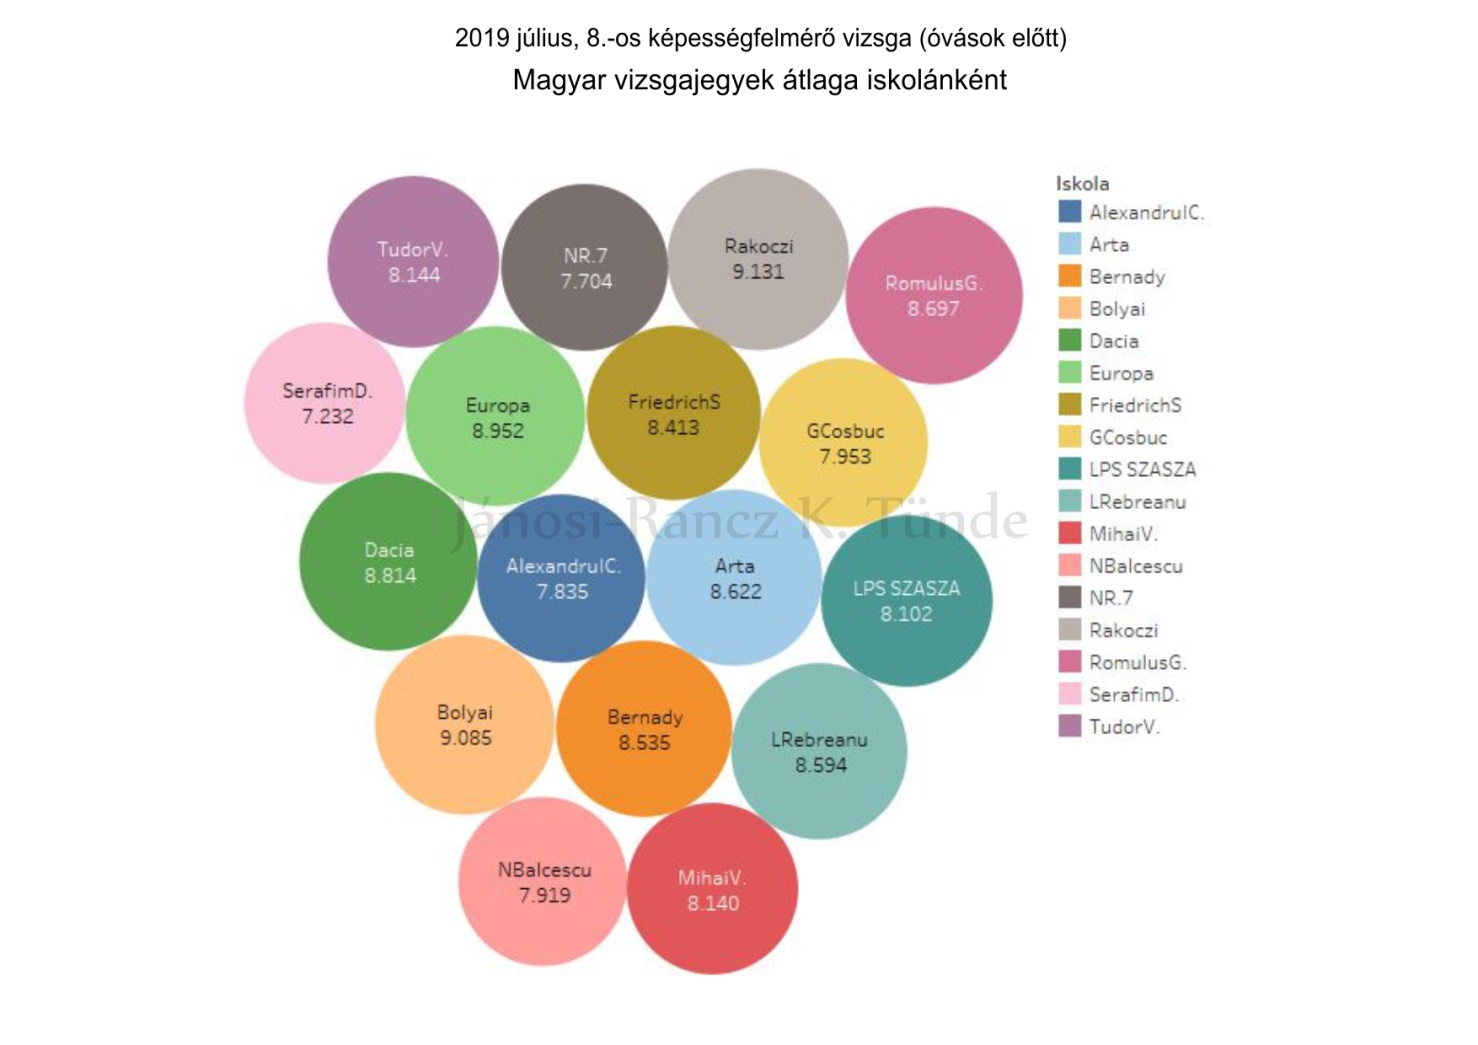 2019 július, 8.-os képességfelmérő vizsga (óvások előtt)
Magyar vizsgajegyek átlaga iskolánként
TudorV.
8.144
NR.7
7.704
Rakoczi
9.131
RomulusG.
8.697
SerafimD.
7.232
Europa
8.952
FriedrichS
8.413
GCosbuc
7.953
Jánosi-Rancz K. Tünde
Dacia
8.814
AlexandruIC.
7.835
Arta
8.622
LPS SZASZA
8.102
Bolyai
9.085
Bernady
8.535
LRebreanu
8.594
NBalcescu
7.919
MihaiV.
8.140
Iskola
AlexandruIC.
Arta
Bernady
Bolyai
Dacia
Europa
FriedrichS
GCosbuc
LPS SZASZA
LRebreanu
MihaiV.
NBalcescu
NR.7
Rakoczi
RomulusG.
SerafimD.
TudorV.